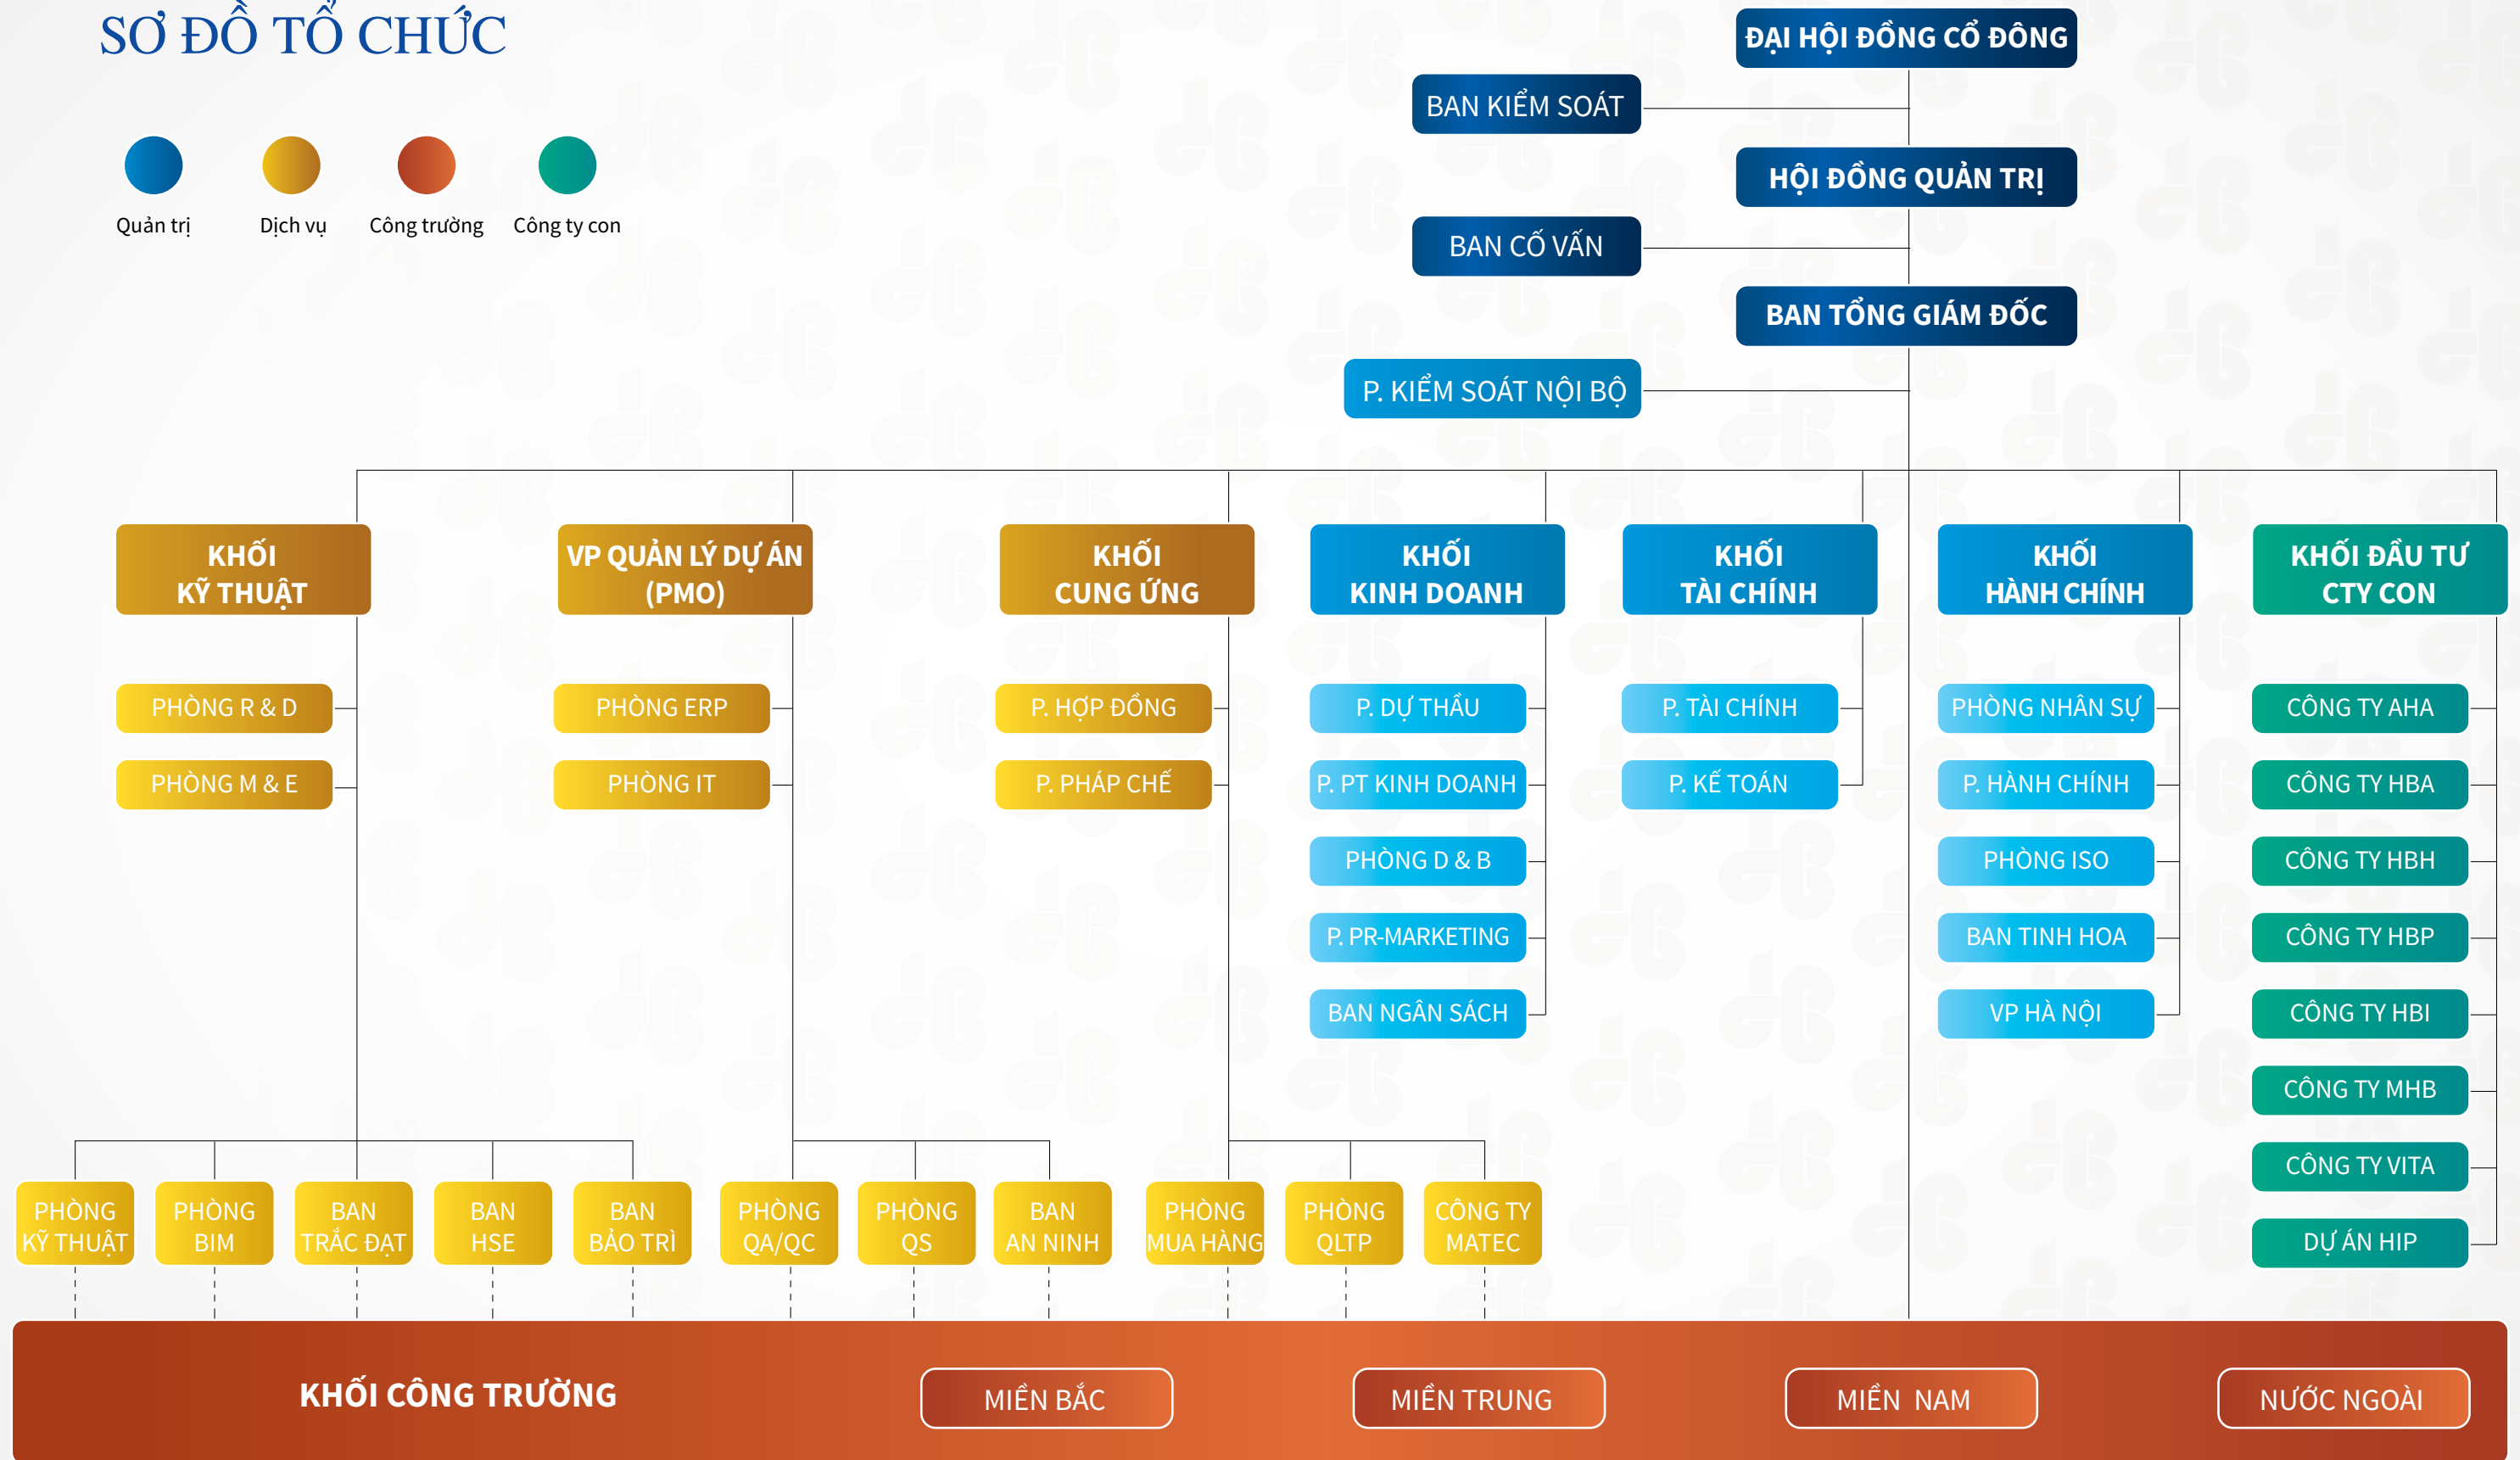 SƠ ĐỒ TỔ CHỨC
Quản trị
Dịch vụ
Công trường
Công ty con
ĐẠI HỘI ĐỒNG CỔ ĐÔNG
BAN KIỂM SOÁT
HỘI ĐỒNG QUẢN TRỊ
BAN CỐ VẤN
BAN TỔNG GIÁM ĐỐC
P. KIỂM SOÁT NỘI BỘ
KHỐI
KỸ THUẬT
VP QUẢN LÝ DỰ ÁN
(PMO)
KHỐI
CUNG ỨNG
KHỐI
KINH DOANH
KHỐI
TÀI CHÍNH
KHỐI
HÀNH CHÍNH
KHỐI ĐẦU TƯ
CTY CON
PHÒNG R & D
PHÒNG M & E
PHÒNG ERP
PHÒNG IT
P. HỢP ĐỒNG
P. PHÁP CHẾ
P. DỰ THẦU
P. PT KINH DOANH
PHÒNG D & B
P. PR-MARKETING
BAN NGÂN SÁCH
P. TÀI CHÍNH
P. KẾ TOÁN
PHÒNG NHÂN SỰ
P. HÀNH CHÍNH
PHÒNG ISO
BAN TINH HOA
VP HÀ NỘI
CÔNG TY AHA
CÔNG TY HBA
CÔNG TY HBH
CÔNG TY HBP
CÔNG TY HBI
CÔNG TY MHB
CÔNG TY VITA
DỰ ÁN HIP
PHÒNG
KỸ THUẬT
PHÒNG
BIM
BAN
TRẮC ĐẠT
BAN
HSE
BAN
BẢO TRÌ
PHÒNG
QA/QC
PHÒNG
QS
BAN
AN NINH
PHÒNG
MUA HÀNG
PHÒNG
QLTP
CÔNG TY
MATEC
KHỐI CÔNG TRƯỜNG
MIỀN BẮC
MIỀN TRUNG
MIỀN NAM
NƯỚC NGOÀI